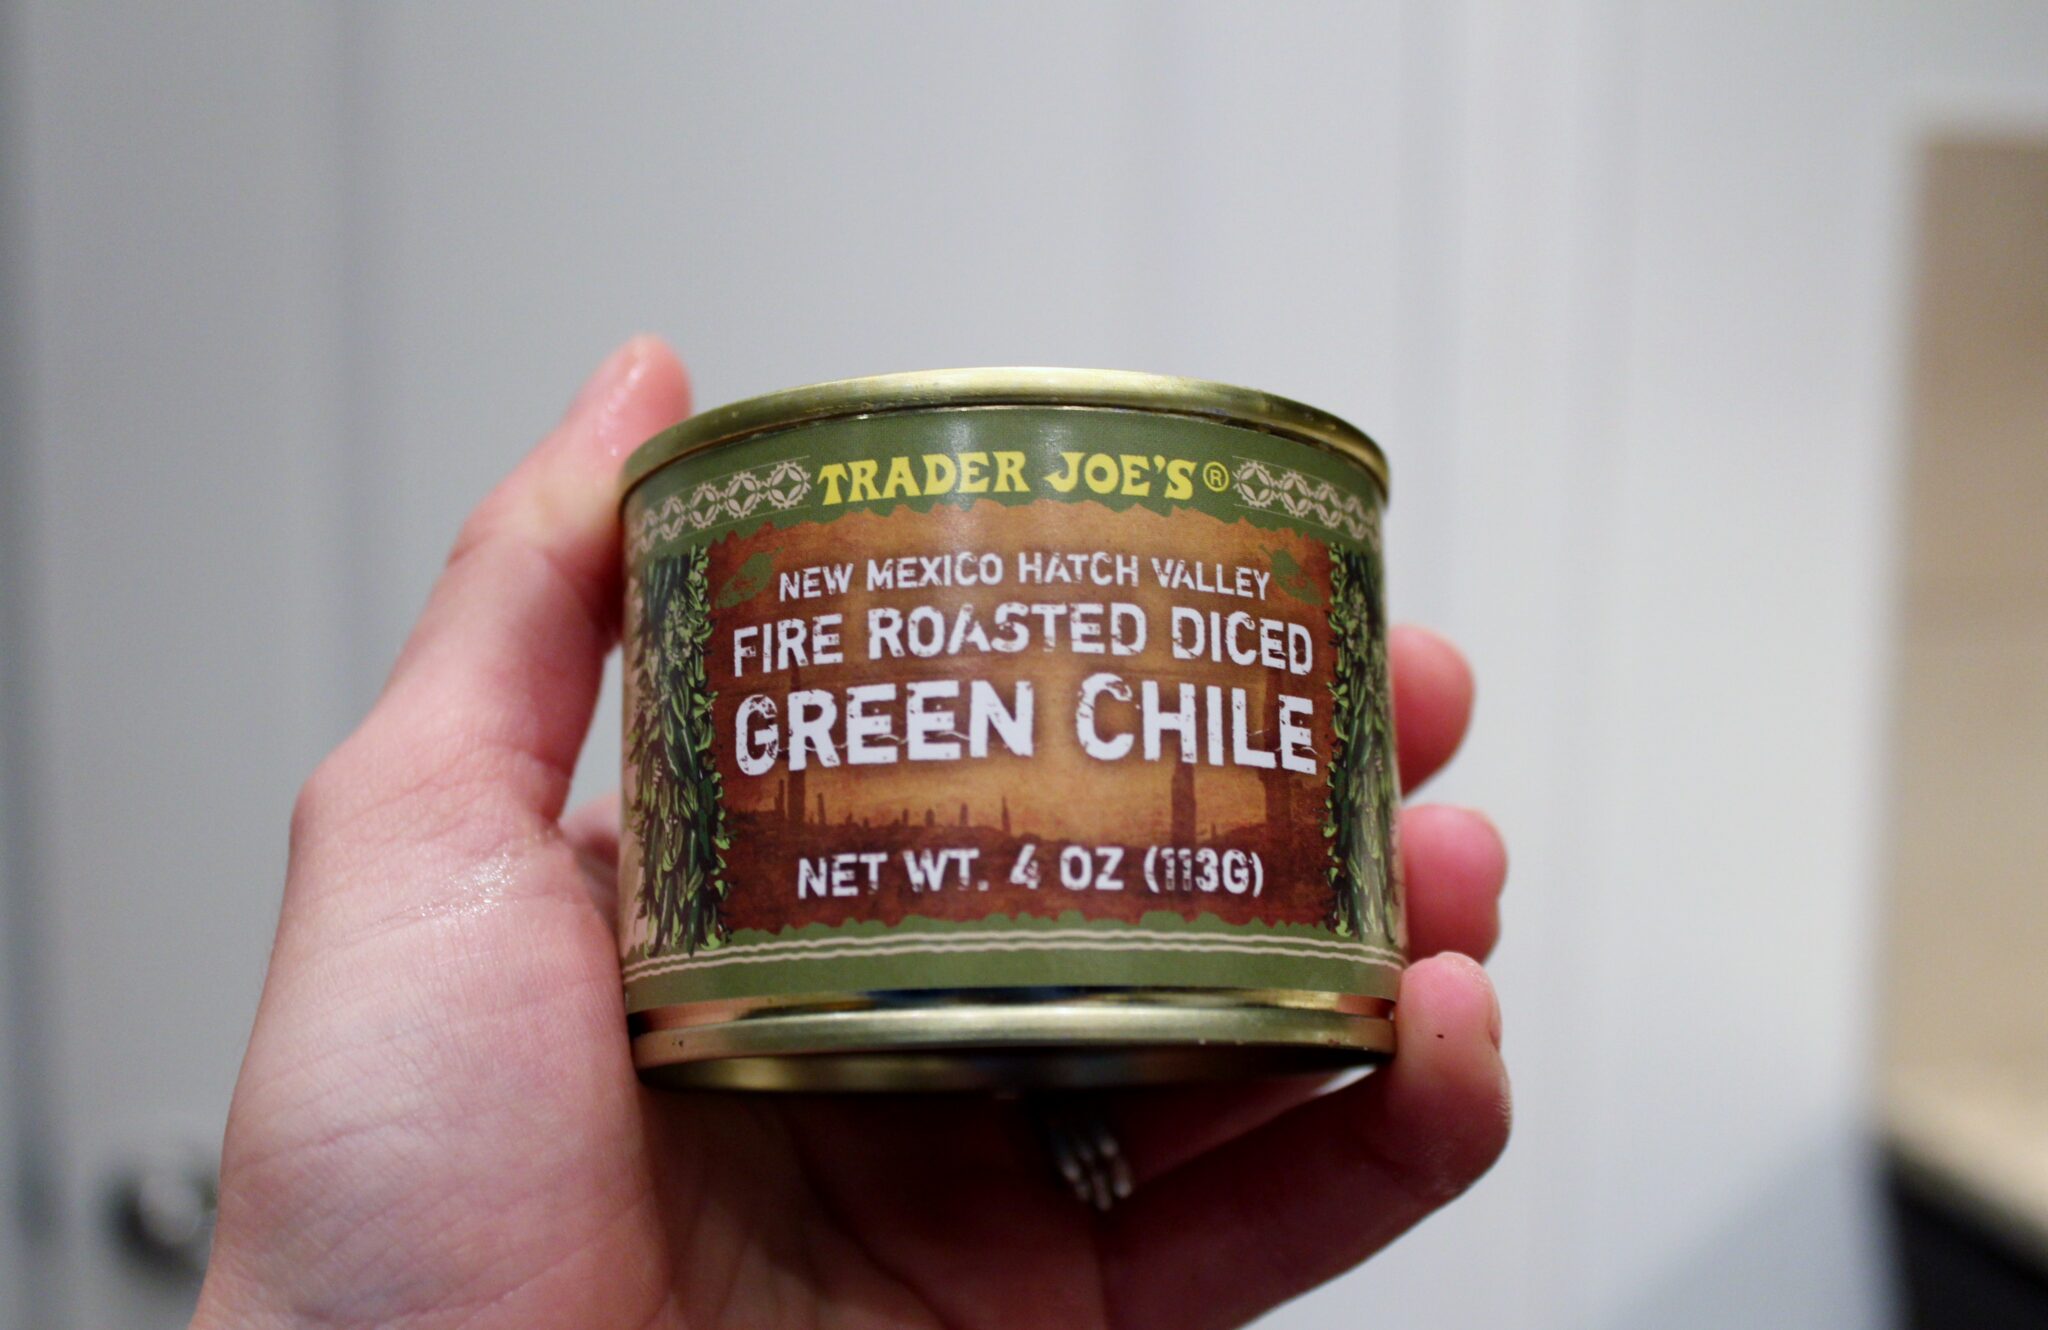 TRADER JOE'S®
NEW MEXICO HATCH VALLEY
FIRE ROASTED DICED
GREEN CHILE
NET WT. 4 OZ (113G)